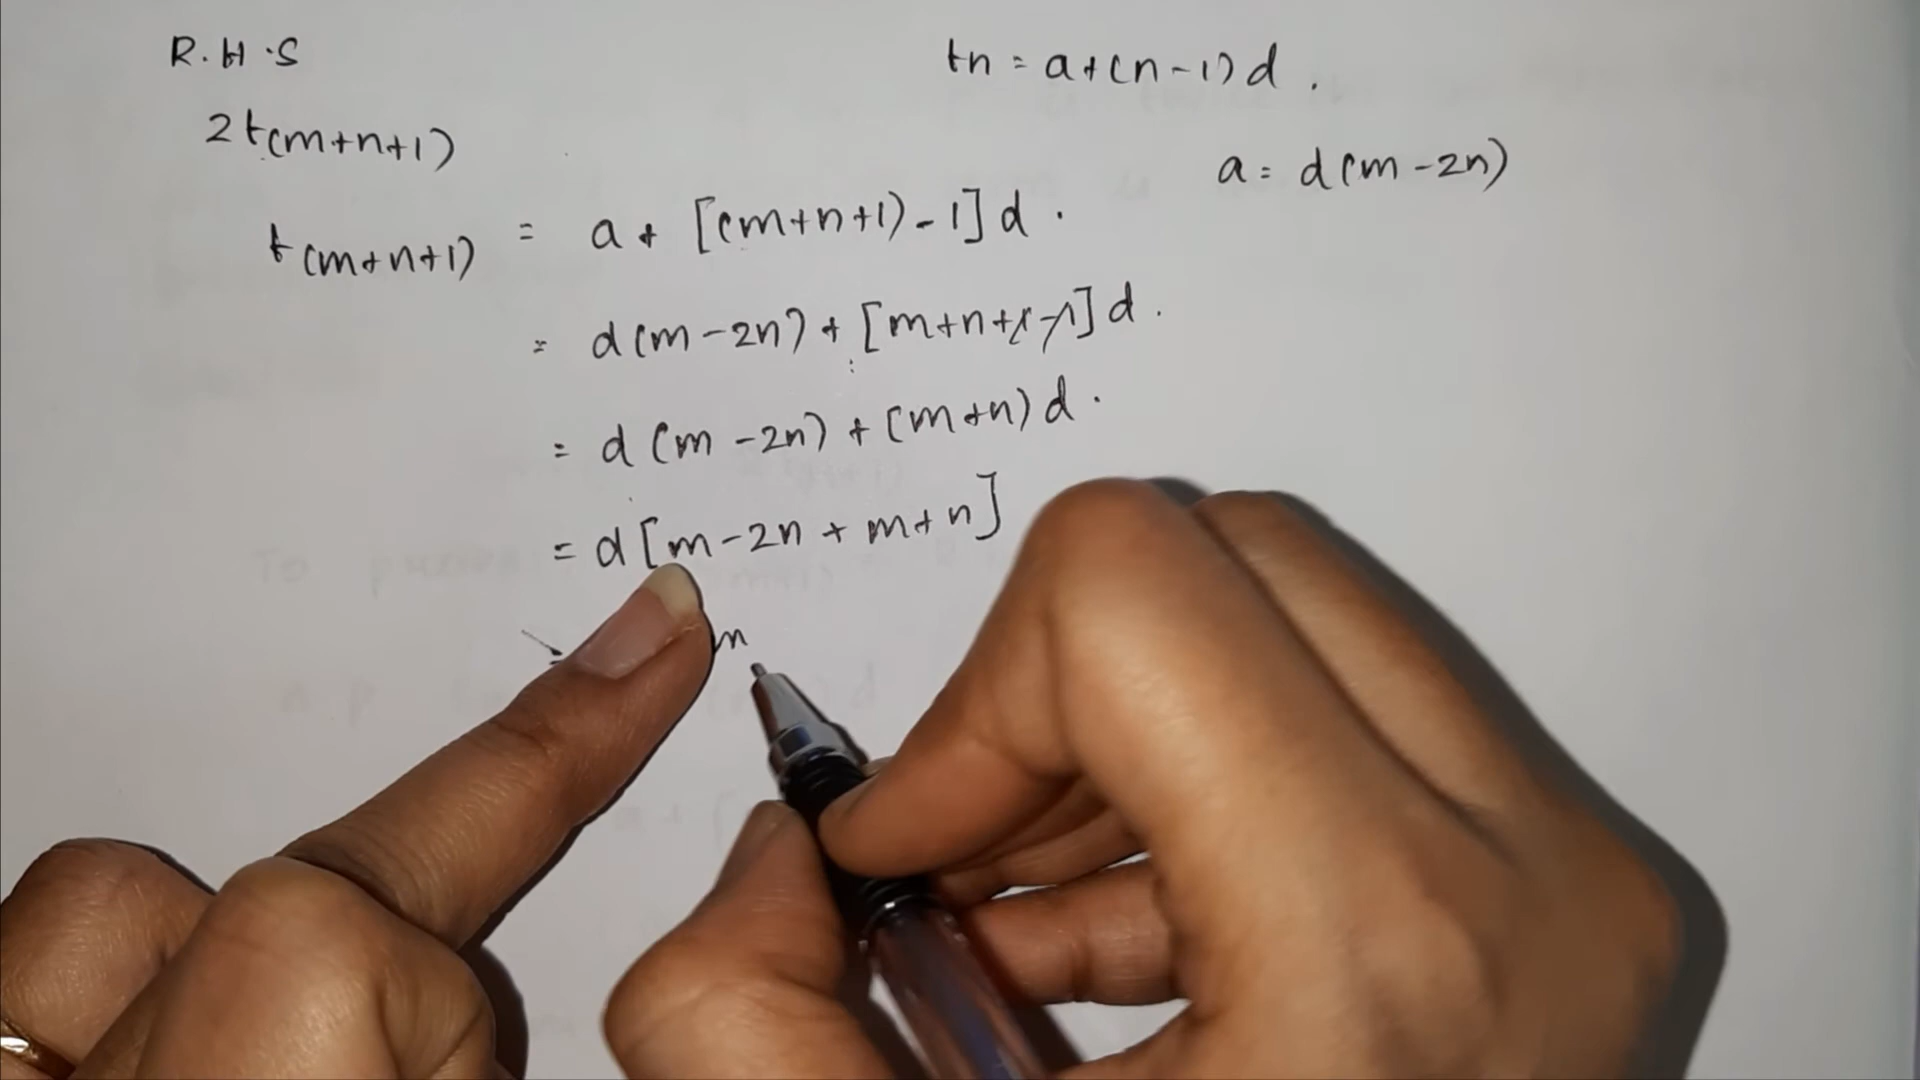 R.H.S
tn = a+(n-1)d.
2t(m+n+1)
a = d(m-2n)
t(m+n+1) = a+[(m+n+1)-1]d.
= d(m-2n)+[m+n+1-1]d.
= d(m-2n)+(m+n)d.
= d[m-2n+m+n]
m